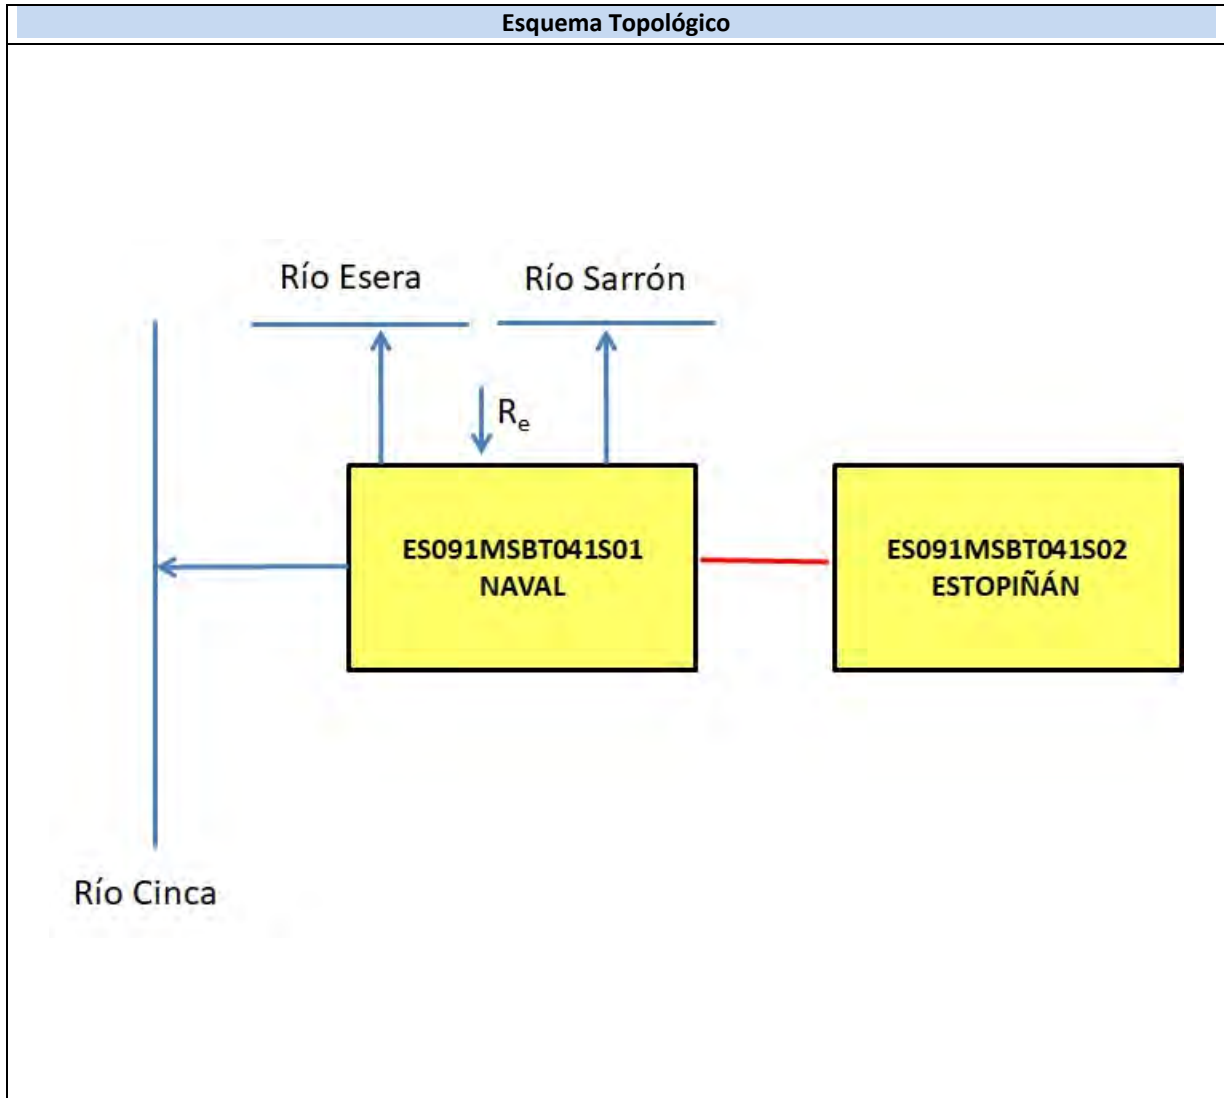 Esquema Topológico
Río Esera
Río Sarrón
Re
ES091MSBT041S01
NAVAL
ES091MSBT041S02
ESTOPIÑÁN
Río Cinca